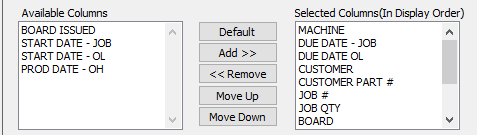 Available Columns
BOARD ISSUED
START DATE - JOB
START DATE - OL
PROD DATE - OH
Default
Add >>
<< Remove
Move Up
Move Down
Selected Columns(In Display Order)
MACHINE
DUE DATE - JOB
DUE DATE OL
CUSTOMER
CUSTOMER PART #
JOB #
JOB QTY
BOARD